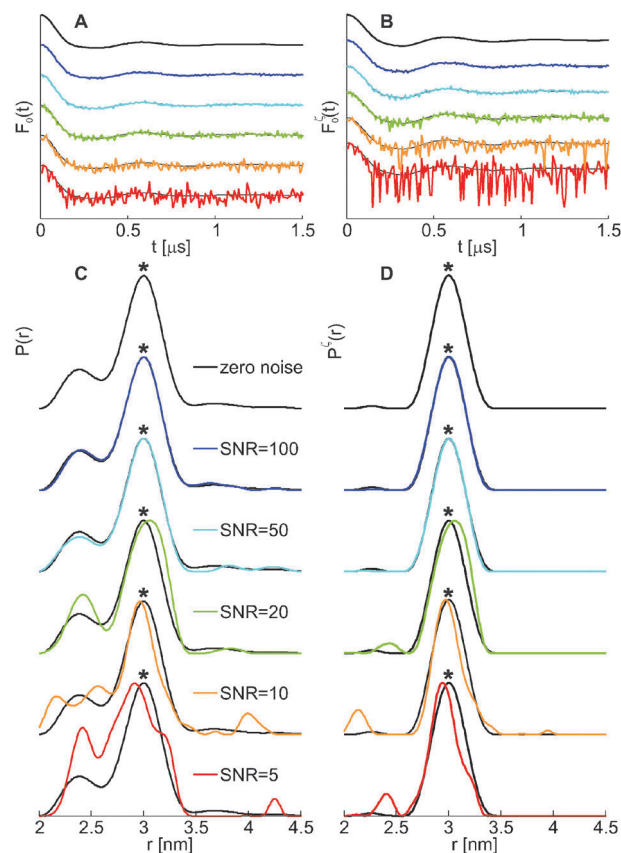 A
B
F₀(t)
F₀^ζ(t)
0
0.5
1
1.5
0
0.5
1
1.5
t [μs]
t [μs]
C
D
*
*
P(r)
P^ζ(r)
zero noise
*
*
SNR=100
*
*
SNR=50
*
*
SNR=20
*
*
SNR=10
*
*
SNR=5
2
2.5
3
3.5
4
4.5
2
2.5
3
3.5
4
4.5
r [nm]
r [nm]